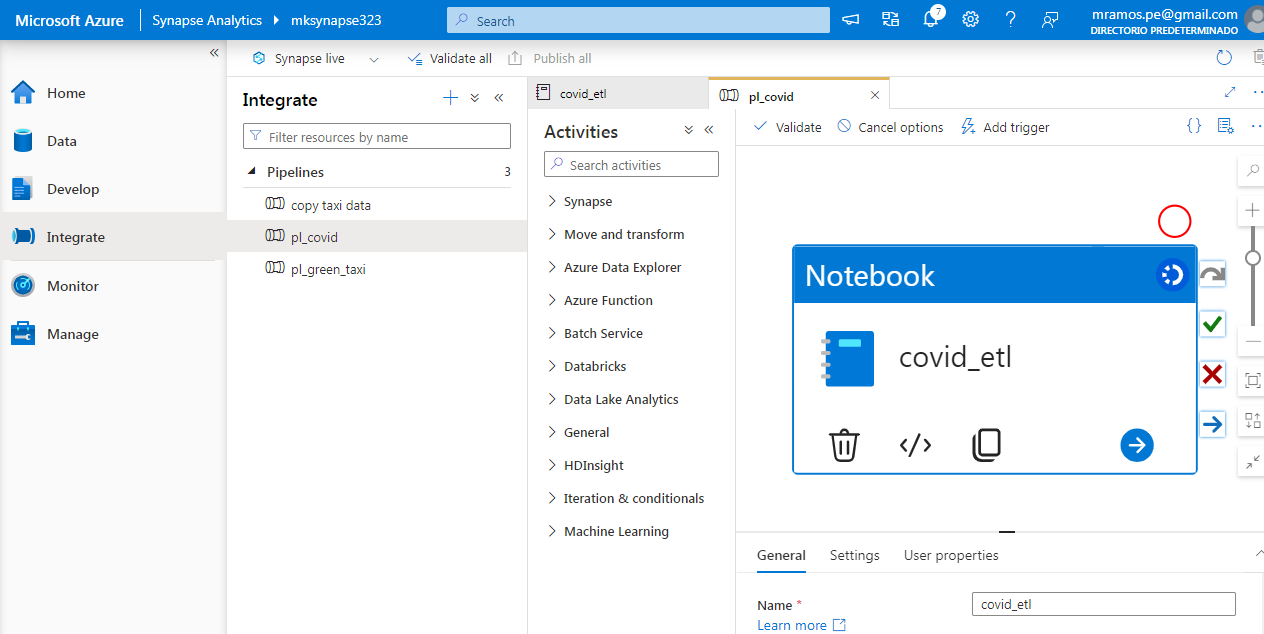 Microsoft Azure
Synapse Analytics
mksynapse323
Search
7
mramos.pe@gmail.com
DIRECTORIO PREDETERMINADO
Synapse live
Validate all
Publish all
Home
Data
Develop
Integrate
Monitor
Manage
Integrate
Filter resources by name
Pipelines
3
copy taxi data
pl_covid
pl_green_taxi
covid_etl
pl_covid
Activities
Search activities
Synapse
Move and transform
Azure Data Explorer
Azure Function
Batch Service
Databricks
Data Lake Analytics
General
HDInsight
Iteration & conditionals
Machine Learning
Validate
Cancel options
Add trigger
Notebook
covid_etl
General
Settings
User properties
Name *
covid_etl
Learn more